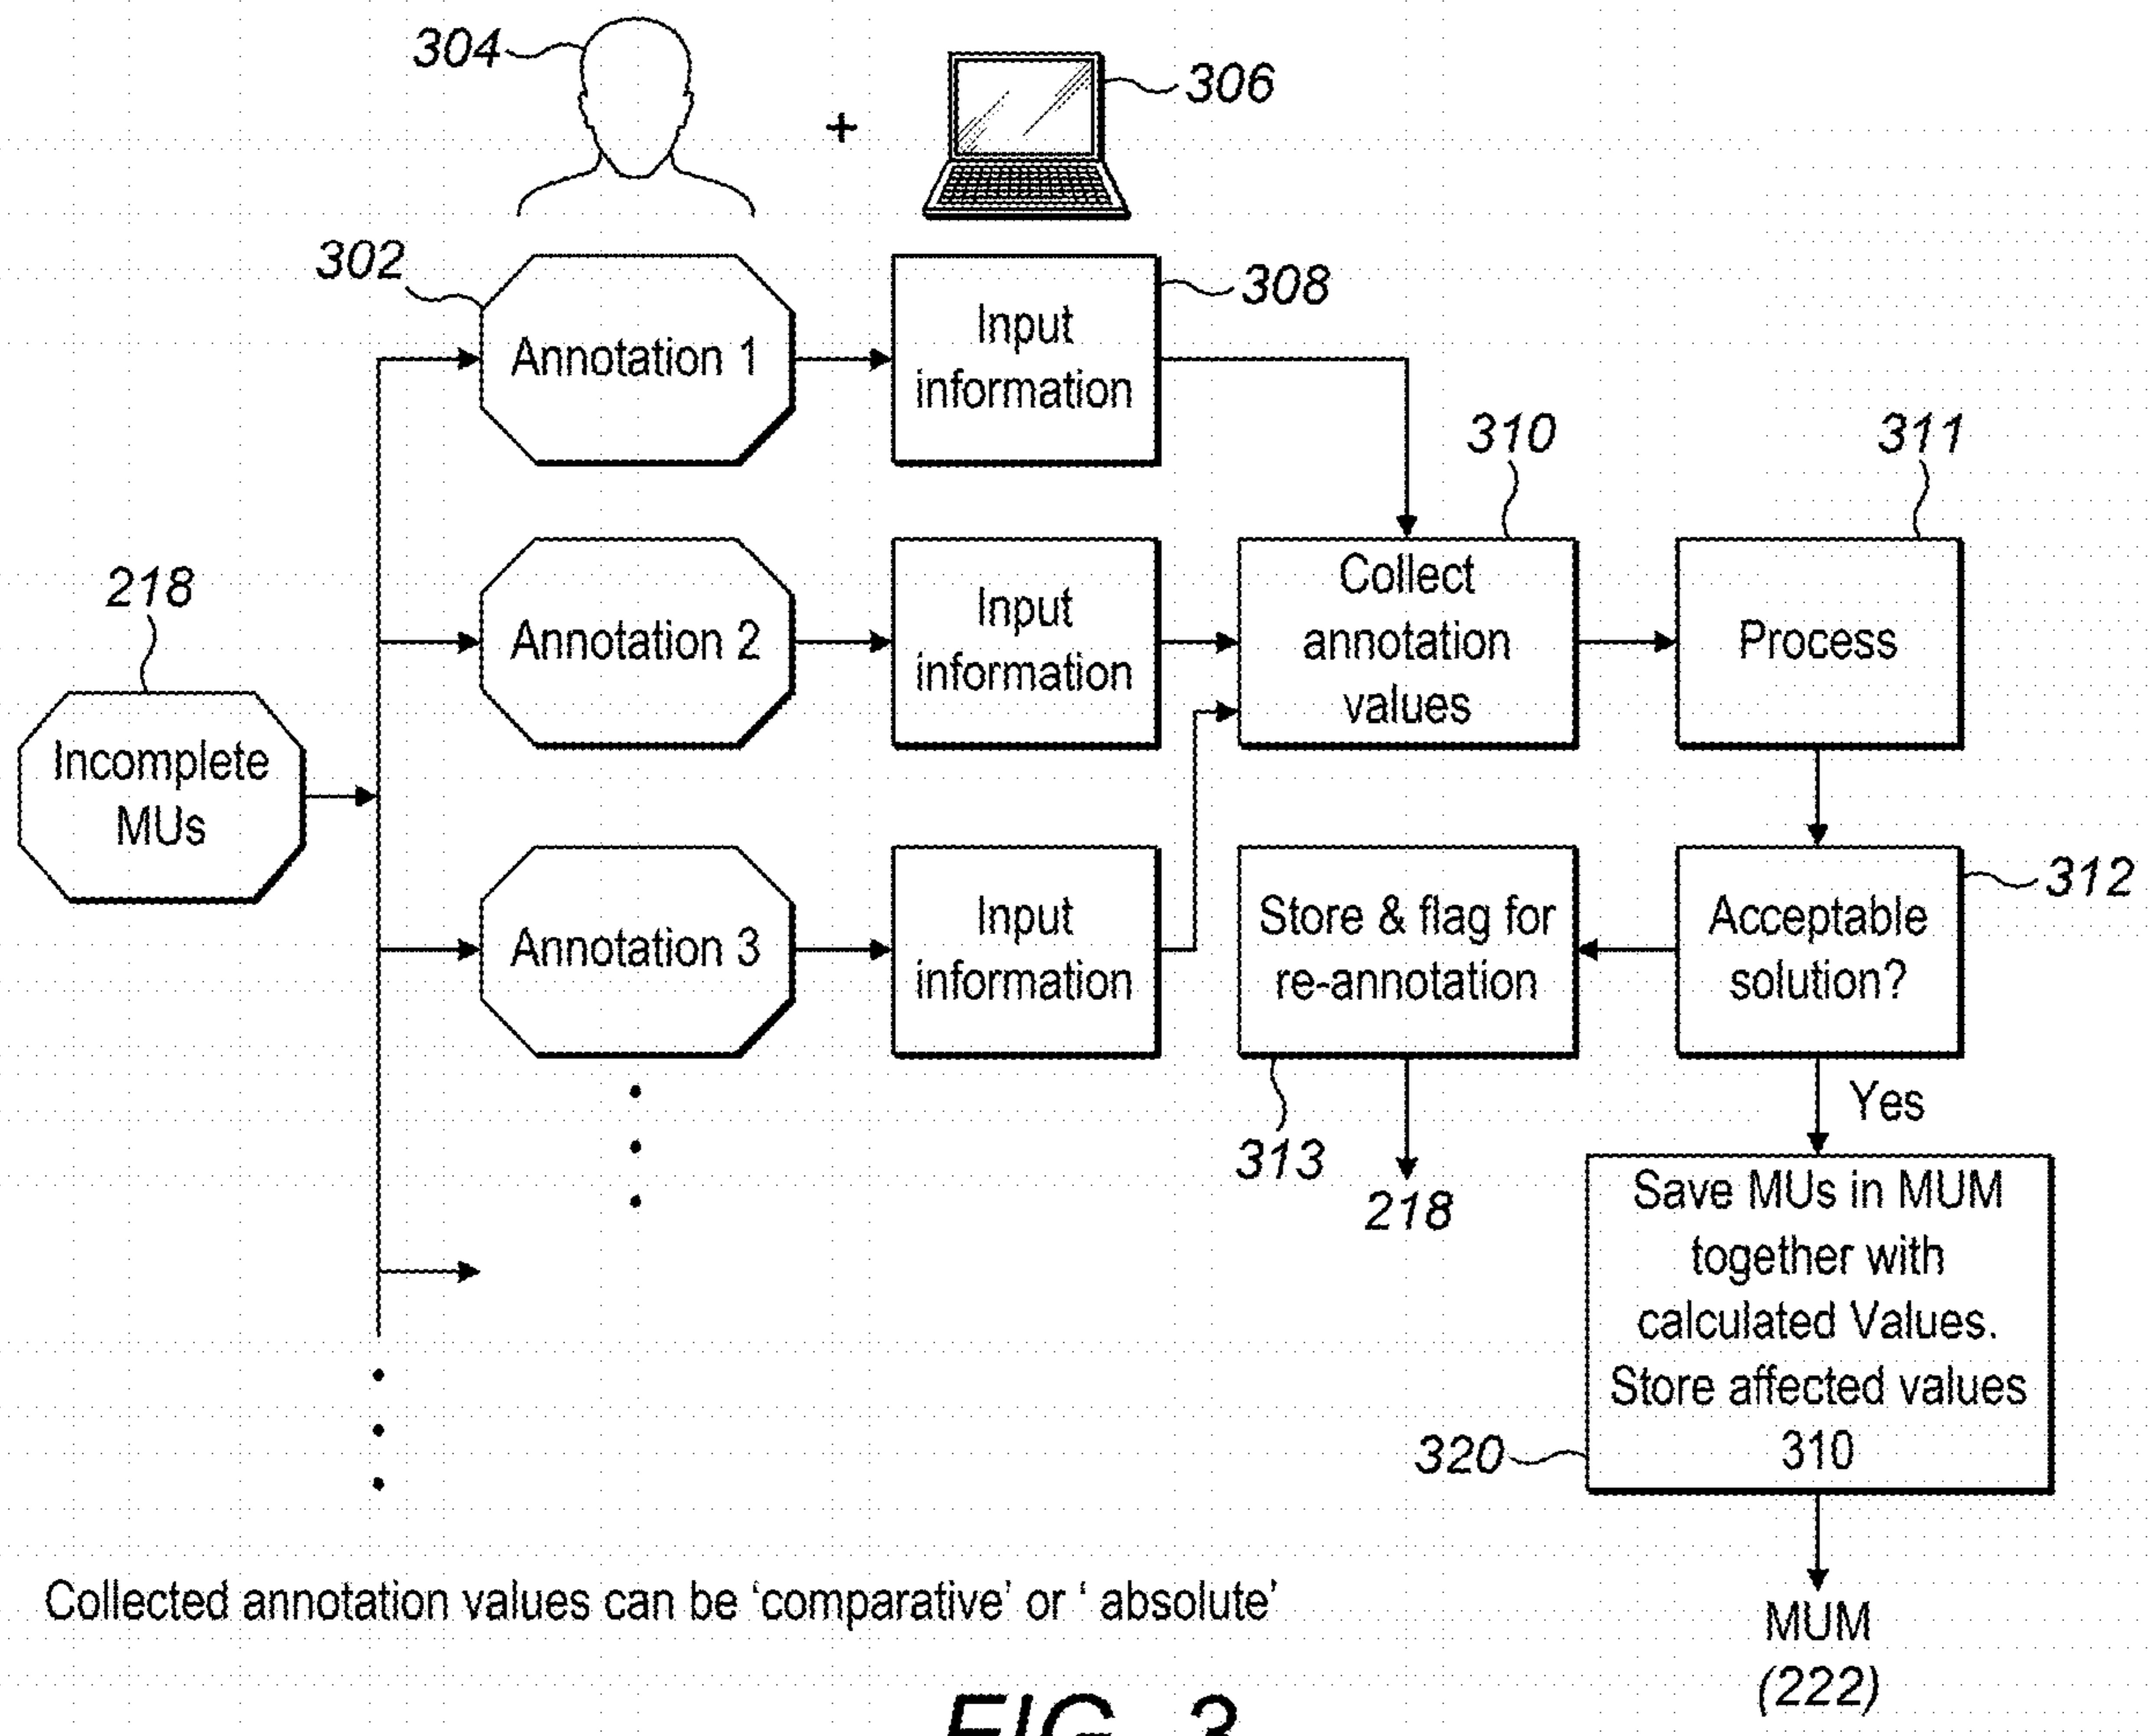 304
+
306
302
308
Annotation 1
Input
information
310
311
218
Annotation 2
Input
information
Collect
annotation
values
Process
Incomplete
MUs
312
Annotation 3
Input
information
Store & flag for
re-annotation
Acceptable
solution?
Yes
313
218
Save MUs in MUM
together with
calculated Values.
Store affected values
310
320
Collected annotation values can be ‘comparative’ or ‘ absolute’
MUM
(222)
FIG. 3